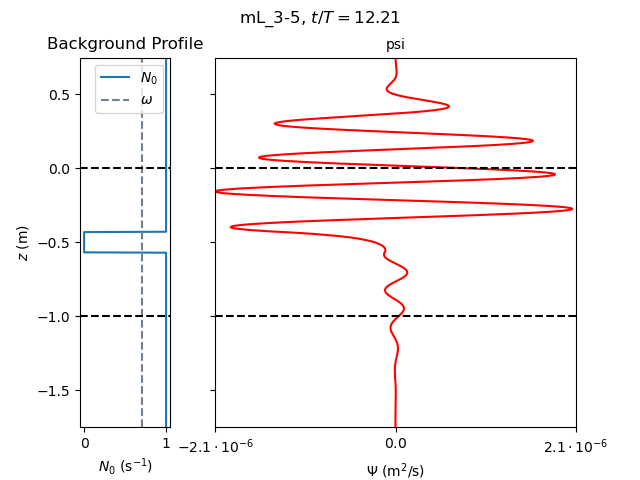 mL_3-5, t/T = 12.21
Background Profile
psi
N₀
ω
0.5
0.0
−0.5
−1.0
−1.5
z (m)
0
1
N₀ (s⁻¹)
−2.1 · 10⁻⁶
0.0
2.1 · 10⁻⁶
Ψ (m²/s)